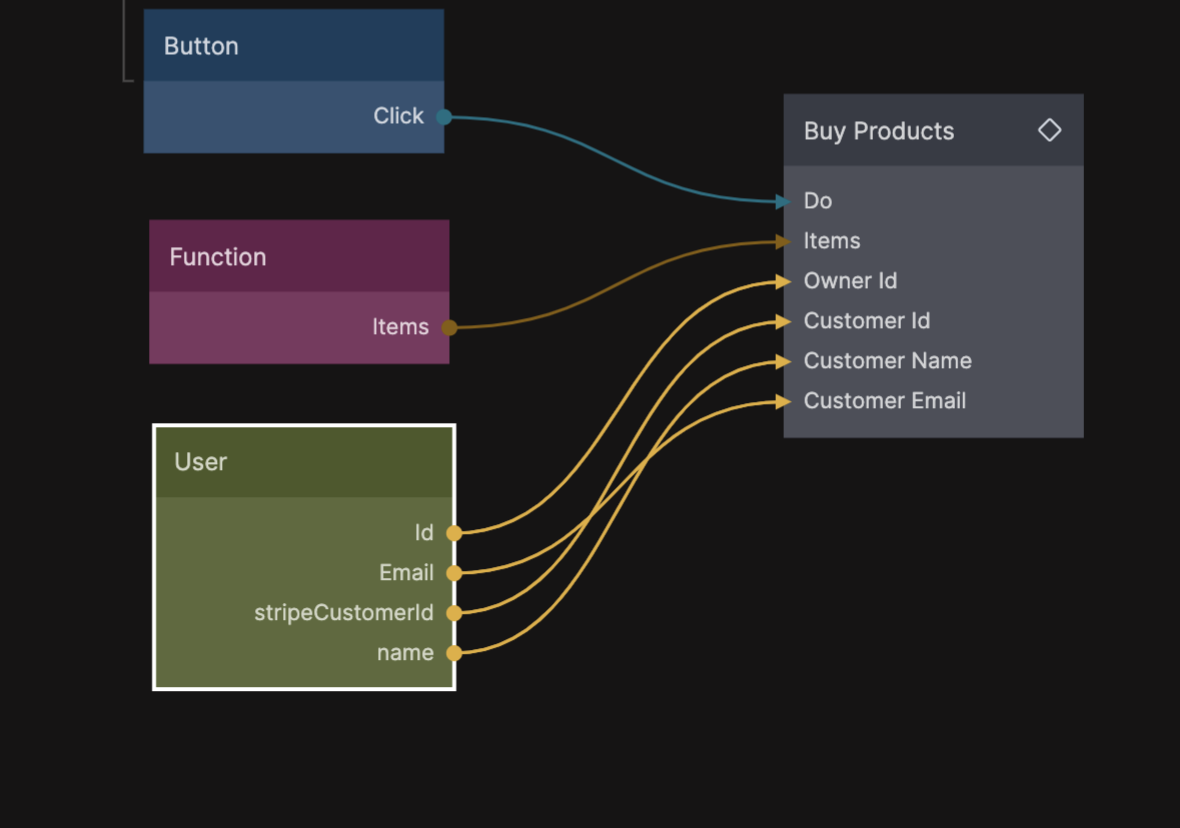 Button
Click
Function
Items
User
Id
Email
stripeCustomerId
name
Buy Products
Do
Items
Owner Id
Customer Id
Customer Name
Customer Email